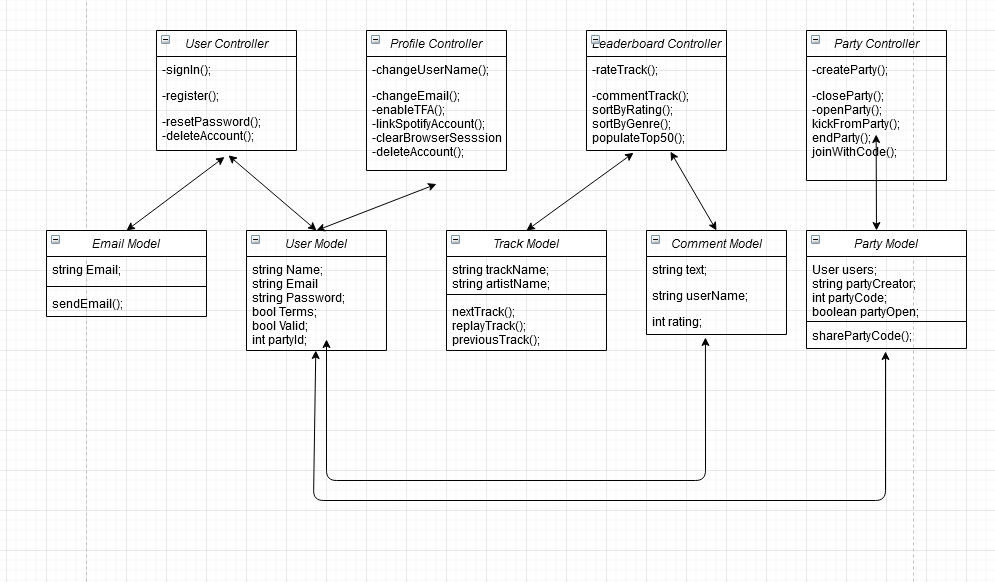 User Controller
-signIn();
-register();
-resetPassword();
-deleteAccount();
Profile Controller
-changeUserName();
-changeEmail();
-enableTFA();
-linkSpotifyAccount();
-clearBrowserSesssion
-deleteAccount();
Leaderboard Controller
-rateTrack();
-commentTrack();
sortByRating();
sortByGenre();
populateTop50();
Party Controller
-createParty();
-closeParty();
-openParty();
kickFromParty();
endParty();
joinWithCode();
Email Model
string Email;
sendEmail();
User Model
string Name;
string Email
string Password;
bool Terms;
bool Valid;
int partyId;
Track Model
string trackName;
string artistName;
nextTrack();
replayTrack();
previousTrack();
Comment Model
string text;
string userName;
int rating;
Party Model
User users;
string partyCreator;
int partyCode;
boolean partyOpen;
sharePartyCode();